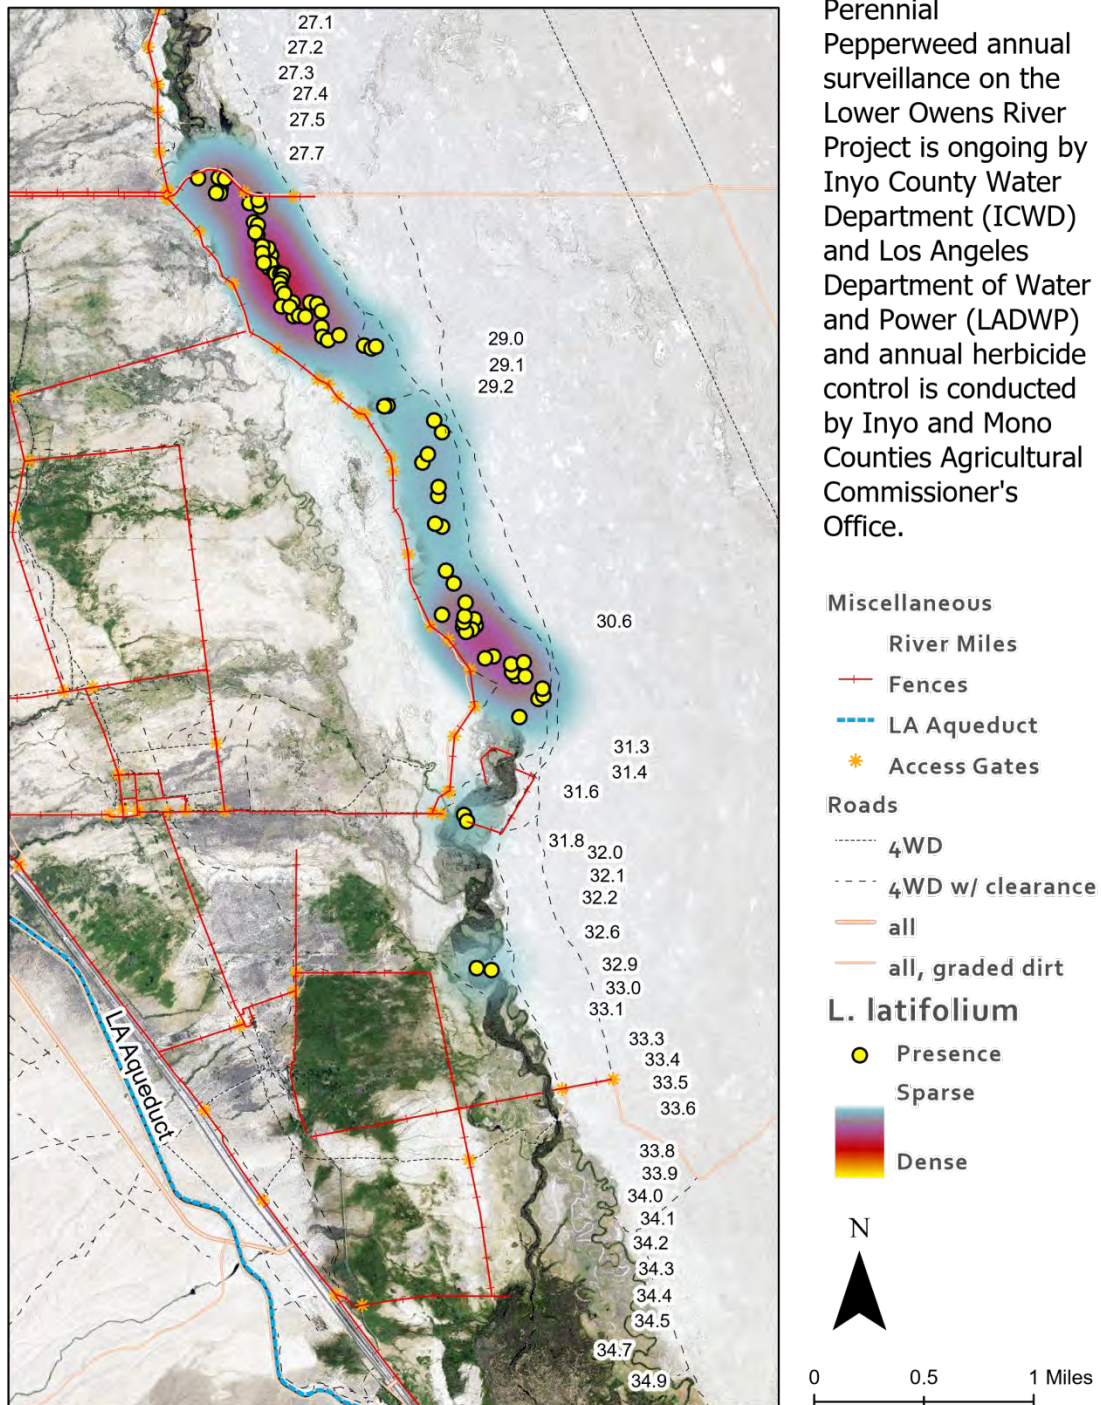 27.1
27.2
27.3
27.4
27.5
27.7
29.0
29.1
29.2
30.6
31.3
31.4
31.6
31.8
32.0
32.1
32.2
32.6
32.9
33.0
33.1
33.3
33.4
33.5
33.6
33.8
33.9
34.0
34.1
34.2
34.3
34.4
34.5
34.7
34.9
LA Aqueduct
Perennial
Pepperweed annual
surveillance on the
Lower Owens River
Project is ongoing by
Inyo County Water
Department (ICWD)
and Los Angeles
Department of Water
and Power (LADWP)
and annual herbicide
control is conducted
by Inyo and Mono
Counties Agricultural
Commissioner's
Office.
Miscellaneous
River Miles
Fences
LA Aqueduct
Access Gates
Roads
4WD
4WD w/ clearance
all
all, graded dirt
L. latifolium
Presence
Sparse
Dense
N
0 0.5 1 Miles